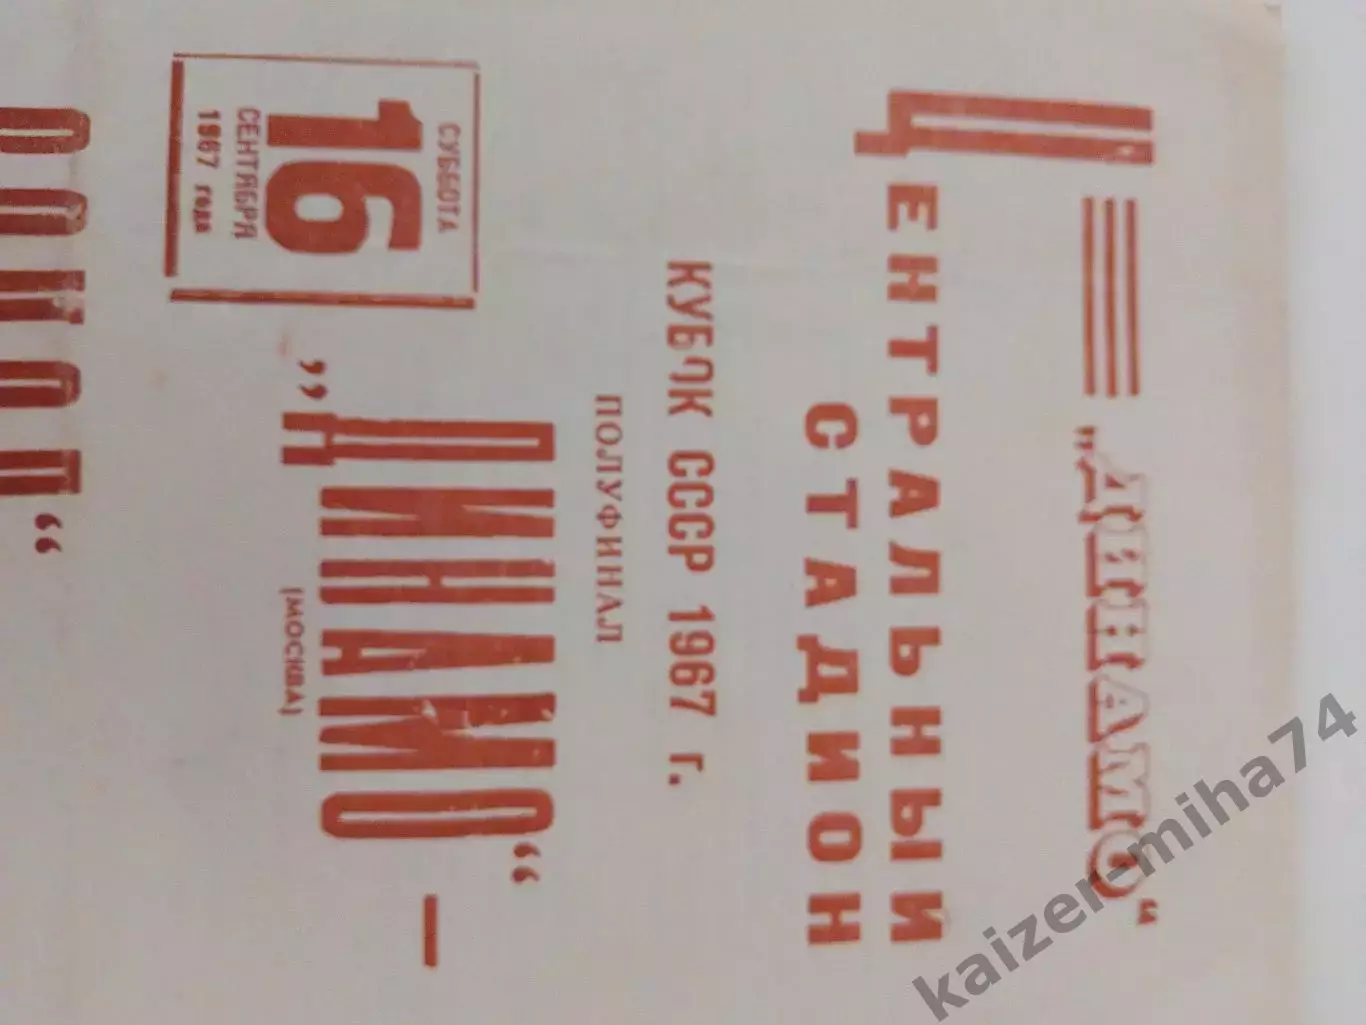 ЦЕНТРАЛЬНЫЙ
СТАДИОН
„ДИНАМО“
КУБОК СССР 1967 г.
ПОЛУФИНАЛ
СУББОТА
16
СЕНТЯБРЯ
1967 года
„ДИНАМО“ —
(МОСКВА)
kaizer-miha74